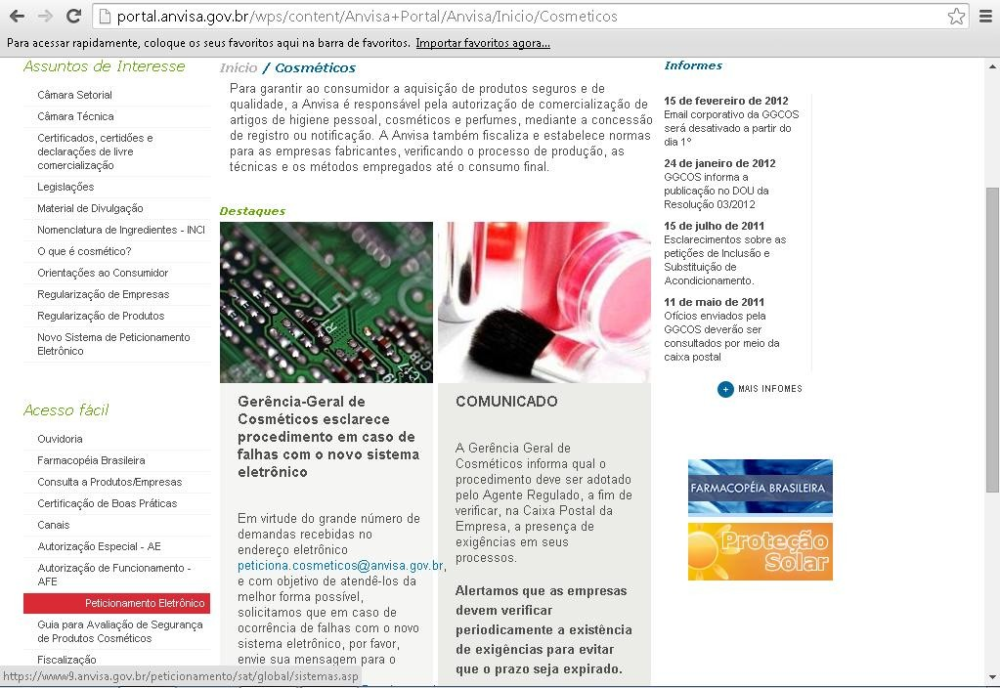 portal.anvisa.gov.br/wps/content/Anvisa+Portal/Anvisa/Inicio/Cosmeticos
Para acessar rapidamente, coloque os seus favoritos aqui na barra de favoritos. Importar favoritos agora...
Assuntos de Interesse
Câmara Setorial
Câmara Técnica
Certificados, certidões e
declarações de livre
comercialização
Legislações
Material de Divulgação
Nomenclatura de Ingredientes - INCI
O que é cosmético?
Orientações ao Consumidor
Regularização de Empresas
Regularização de Produtos
Novo Sistema de Peticionamento
Eletrônico
Acesso fácil
Ouvidoria
Farmacopéia Brasileira
Consulta a Produtos/Empresas
Certificação de Boas Práticas
Canais
Autorização Especial - AE
Autorização de Funcionamento -
AFE
Peticionamento Eletrônico
Guia para Avaliação de Segurança
de Produtos Cosméticos
Fiscalização
https://www9.anvisa.gov.br/peticionamento/sat/global/sistemas.asp
Início / Cosméticos
Para garantir ao consumidor a aquisição de produtos seguros e de
qualidade, a Anvisa é responsável pela autorização de comercialização de
artigos de higiene pessoal, cosméticos e perfumes, mediante a concessão
de registro ou notificação. A Anvisa também fiscaliza e estabelece normas
para as empresas fabricantes, verificando o processo de produção, as
técnicas e os métodos empregados até o consumo final.
Destaques
Gerência-Geral de
Cosméticos esclarece
procedimento em caso de
falhas com o novo sistema
eletrônico
Em virtude do grande número de
demandas recebidas no
endereço eletrônico
peticiona.cosmeticos@anvisa.gov.br,
e com objetivo de atendê-los da
melhor forma possível,
solicitamos que em caso de
ocorrência de falhas com o novo
sistema eletrônico, por favor,
envie sua mensagem para o
COMUNICADO
A Gerência Geral de
Cosméticos informa qual o
procedimento deve ser adotado
pelo Agente Regulado, a fim de
verificar, na Caixa Postal da
Empresa, a presença de
exigências em seus
processos.
Alertamos que as empresas
devem verificar
periodicamente a existência
de exigências para evitar
que o prazo seja expirado.
Informes
15 de fevereiro de 2012
Email corporativo da GGCOS
será desativado a partir do
dia 1º
24 de janeiro de 2012
GGCOS informa a
publicação no DOU da
Resolução 03/2012
15 de julho de 2011
Esclarecimentos sobre as
petições de Inclusão e
Substituição de
Acondicionamento.
11 de maio de 2011
Ofícios enviados pela
GGCOS deverão ser
consultados por meio da
caixa postal
MAIS INFOMES
FARMACOPÉIA BRASILEIRA
Proteção
Solar